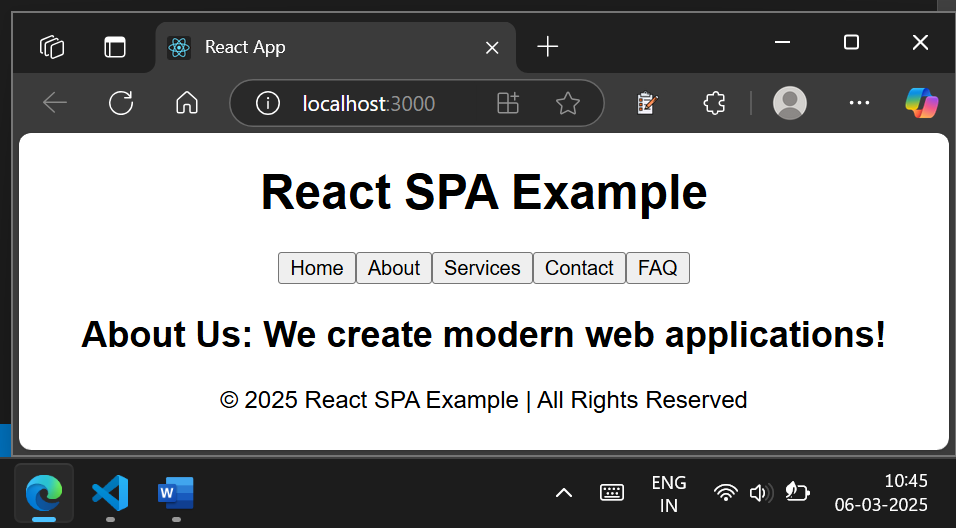 React App
localhost:3000
React SPA Example
Home About Services Contact FAQ
About Us: We create modern web applications!
© 2025 React SPA Example | All Rights Reserved
W
ENG
IN
10:45
06-03-2025